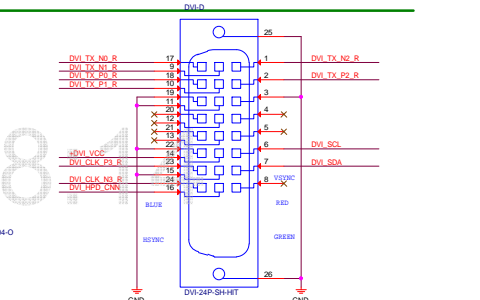 DVI-D
25
DVI_TX_N0_R 17
1 DVI_TX_N2_R
DVI_TX_N1_R 9
DVI_TX_P0_R 18
2 DVI_TX_P2_R
DVI_TX_P1_R 10
19
3
11
20
4
12
21
5
13
22
6 DVI_SCL
+DVI_VCC 14
DVI_CLK_P3_R 23
7 DVI_SDA
15
DVI_CLK_N3_R 24
8 VSYNC
DVI_HPD_CNN 16
BLUE
RED
04-O
HSYNC
GREEN
26
DVI-24P-SH-HIT
GND
GND